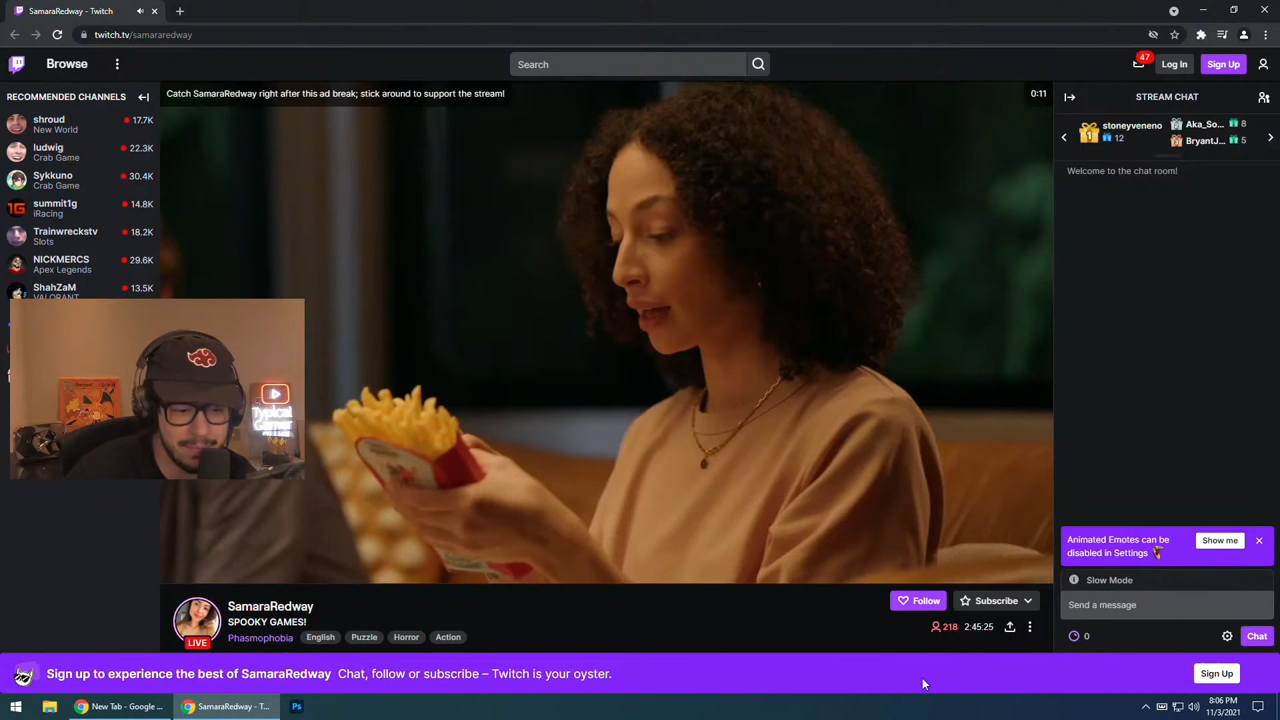 SamaraRedway - Twitch
twitch.tv/samararedway
Browse
Search
47
Log In
Sign Up
RECOMMENDED CHANNELS
shroud
New World
17.7K
ludwig
Crab Game
22.3K
Sykkuno
Crab Game
30.4K
summit1g
iRacing
14.8K
Trainwreckstv
Slots
18.2K
NICKMERCS
Apex Legends
29.6K
ShahZaM
VALORANT
13.5K
Catch SamaraRedway right after this ad break; stick around to support the stream!
0:11
STREAM CHAT
1
stoneyveneno
12
Aka_So... 8
BryantJ... 5
Welcome to the chat room!
Typical
Gamer
Animated Emotes can be
disabled in Settings
Show me
Slow Mode
Send a message
0
Chat
SamaraRedway
SPOOKY GAMES!
Phasmophobia
English
Puzzle
Horror
Action
LIVE
Follow
Subscribe
218
2:45:25
Sign up to experience the best of SamaraRedway Chat, follow or subscribe – Twitch is your oyster.
Sign Up
New Tab - Google ...
SamaraRedway - T...
Ps
8:06 PM
11/3/2021